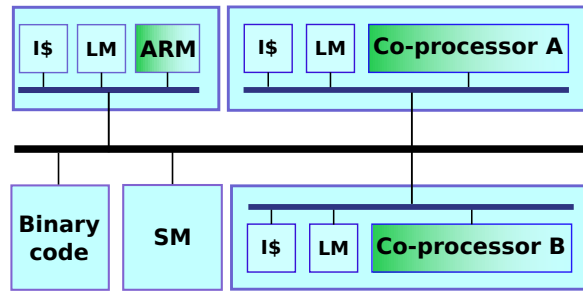 I$ LM ARM
I$ LM Co-processor A
Binary
code
SM
I$ LM Co-processor B